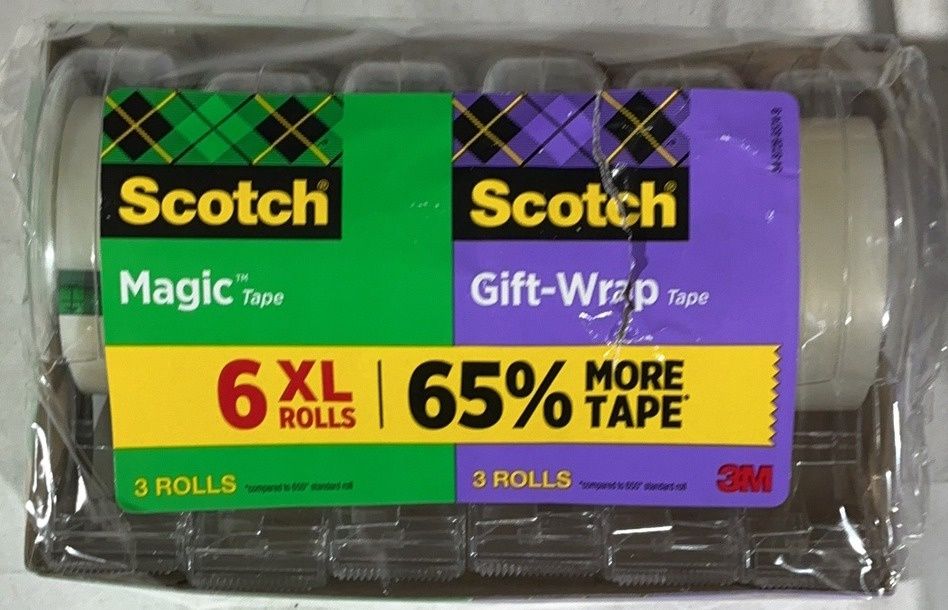 Scotch®
Magic™ Tape
3 ROLLS *compared to 650" standard roll
Scotch®
Gift-Wrap Tape
6 XL ROLLS | 65% MORE TAPE*
3 ROLLS *compared to 650" standard roll
3M